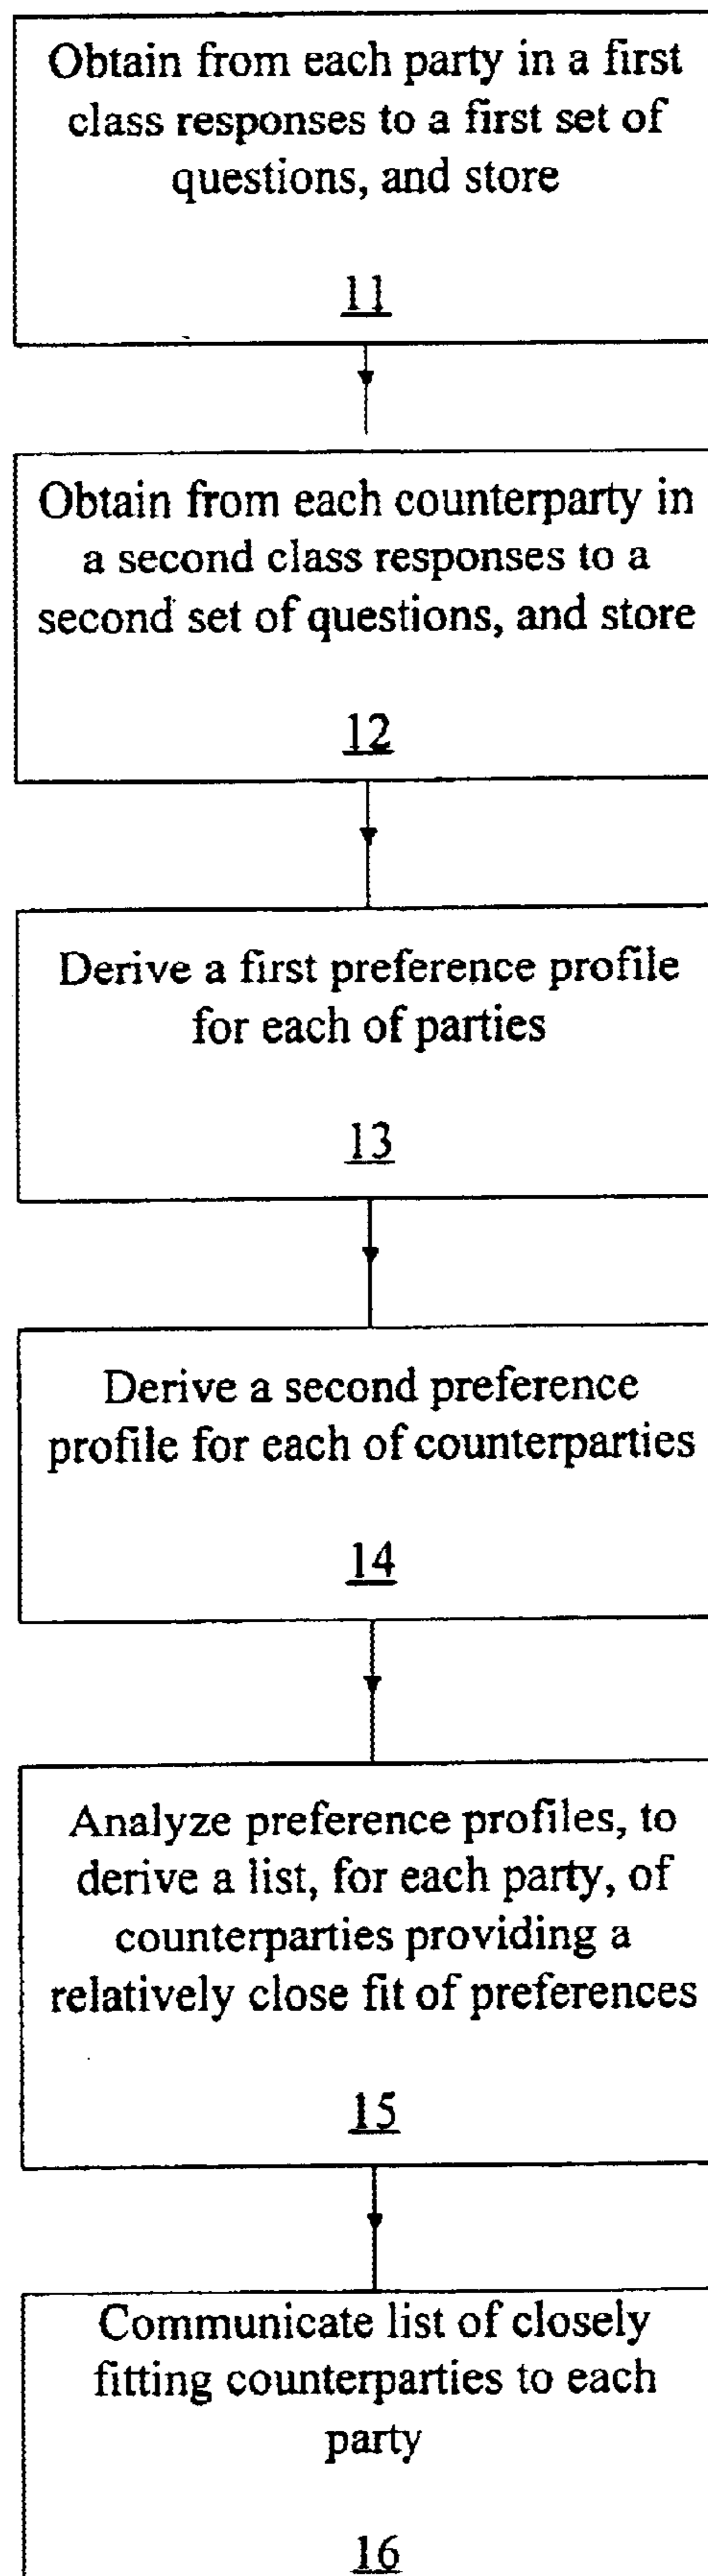 Obtain from each party in a first
class responses to a first set of
questions, and store
11
Obtain from each counterparty in
a second class responses to a
second set of questions, and store
12
Derive a first preference profile
for each of parties
13
Derive a second preference
profile for each of counterparties
14
Analyze preference profiles, to
derive a list, for each party, of
counterparties providing a
relatively close fit of preferences
15
Communicate list of closely
fitting counterparties to each
party
16